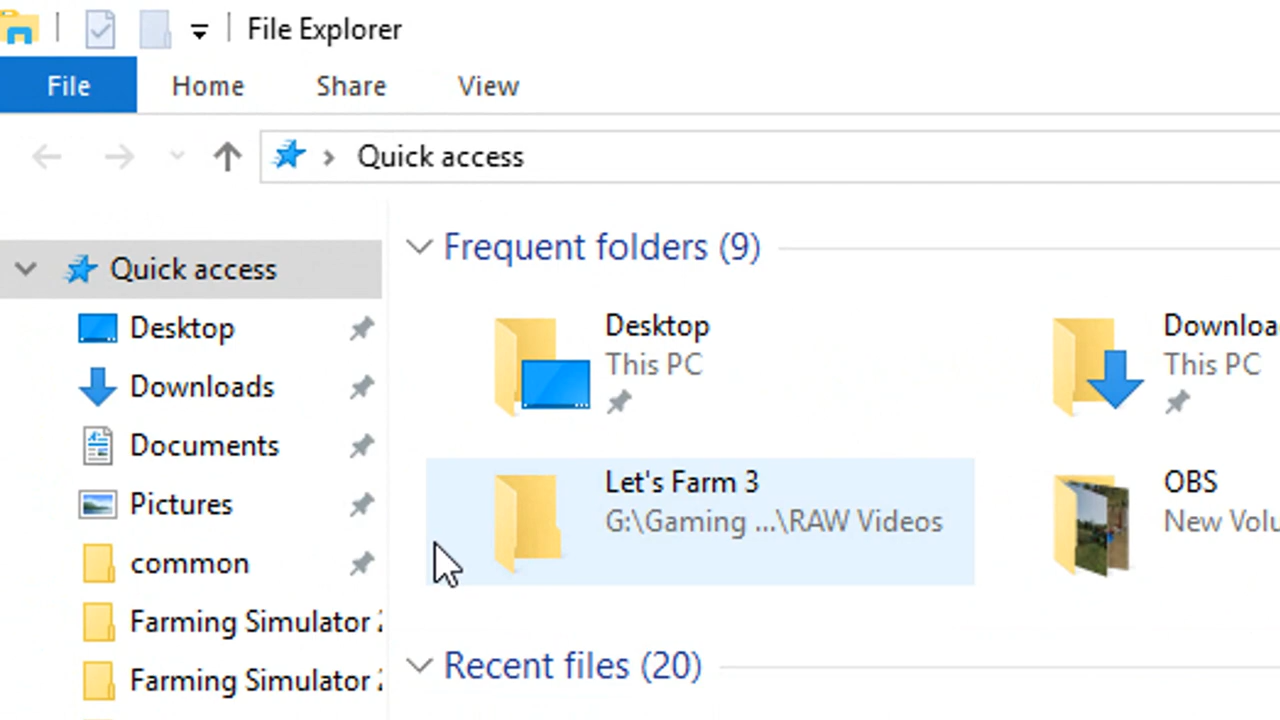 File Explorer
File Home Share View
Quick access
Quick access
Desktop
Downloads
Documents
Pictures
common
Farming Simulator
Farming Simulator
Frequent folders (9)
Desktop
This PC
This PC
Let's Farm 3
G:\Gaming ...\RAW Videos
OBS
New
Recent files (20)